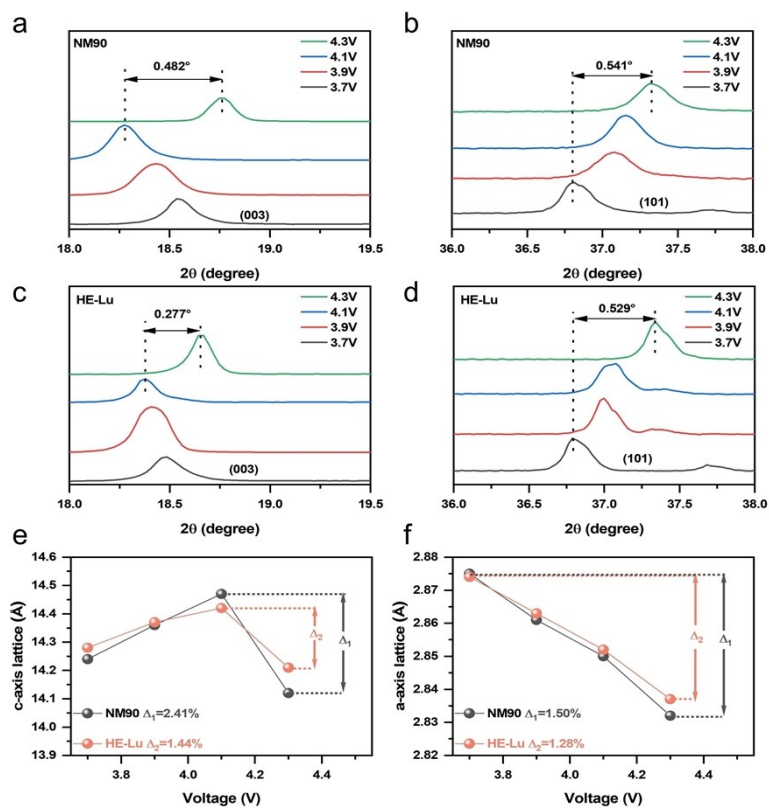 a
NM90
0.482°
4.3V
4.1V
3.9V
3.7V
(003)
18.0 18.5 19.0 19.5
2θ (degree)
b
NM90
0.541°
4.3V
4.1V
3.9V
3.7V
(101)
36.0 36.5 37.0 37.5 38.0
2θ (degree)
c
HE-Lu
0.277°
4.3V
4.1V
3.9V
3.7V
(003)
18.0 18.5 19.0 19.5
2θ (degree)
d
HE-Lu
0.529°
4.3V
4.1V
3.9V
3.7V
(101)
36.0 36.5 37.0 37.5 38.0
2θ (degree)
e
c-axis lattice (Å)
14.6
14.5
14.4
14.3
14.2
14.1
14.0
13.9
Δ₂
Δ₁
NM90 Δ₁=2.41%
HE-Lu Δ₂=1.44%
3.8 4.0 4.2 4.4
Voltage (V)
f
a-axis lattice (Å)
2.88
2.87
2.86
2.85
2.84
2.83
2.82
Δ₂
Δ₁
NM90 Δ₁=1.50%
HE-Lu Δ₂=1.28%
3.8 4.0 4.2 4.4
Voltage (V)